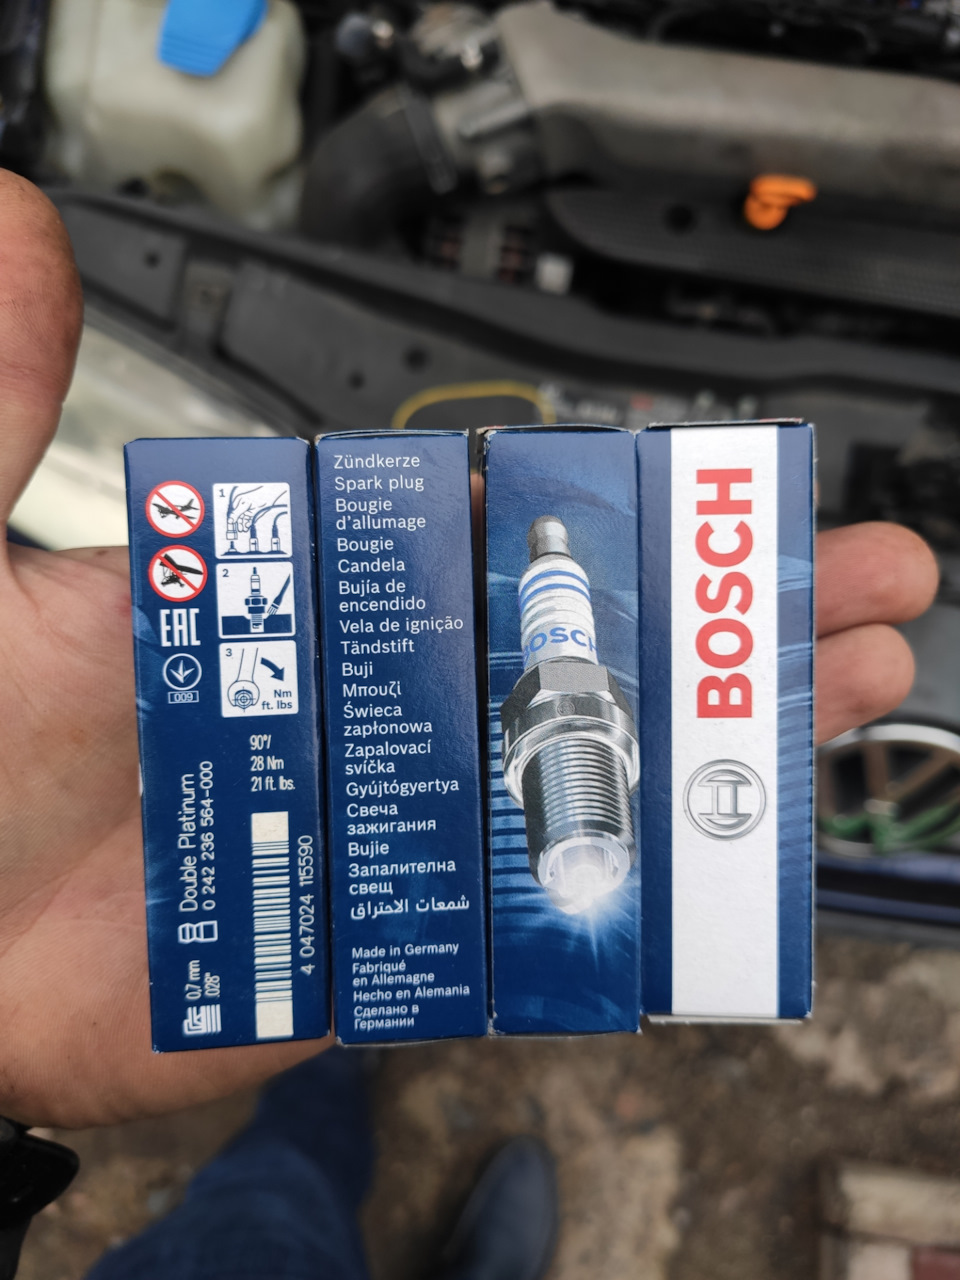 1
2
3
Nm
ft. lbs
EAC
009
90°/
28 Nm
21 ft. lbs.
Double Platinum
0 242 236 564-000
0,7 mm
.028"
4 047024 115590
Zündkerze
Spark plug
Bougie
d'allumage
Bougie
Candela
Bujía de
encendido
Vela de ignição
Tändstift
Buji
Μπουζί
Świeca
zapłonowa
Zapalovací
svíčka
Gyújtógyertya
Свеча
зажигания
Bujie
Запалителна
свещ
شمعات الاحتراق
Made in Germany
Fabriqué
en Allemagne
Hecho en Alemania
Сделано в
Германии
BOSCH
BOSCH